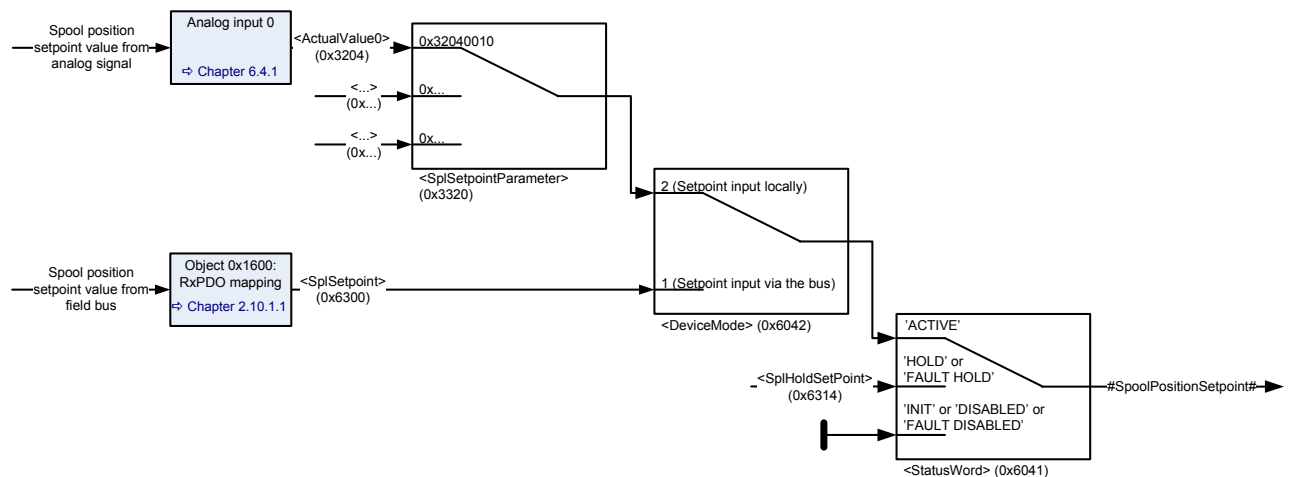 Spool position
setpoint value from
analog signal
Analog input 0
⇨ Chapter 6.4.1
<ActualValue0>
(0x3204)
0x32040010
<...>
(0x...)
0x...
<...>
(0x...)
0x...
<SplSetpointParameter>
(0x3320)
2 (Setpoint input locally)
Spool position
setpoint value from
field bus
Object 0x1600:
RxPDO mapping
⇨ Chapter 2.10.1.1
<SplSetpoint>
(0x6300)
1 (Setpoint input via the bus)
<DeviceMode> (0x6042)
'ACTIVE'
<SplHoldSetPoint>
(0x6314)
'HOLD' or
'FAULT HOLD'
#SpoolPositionSetpoint#
'INIT' or 'DISABLED' or
'FAULT DISABLED'
<StatusWord> (0x6041)